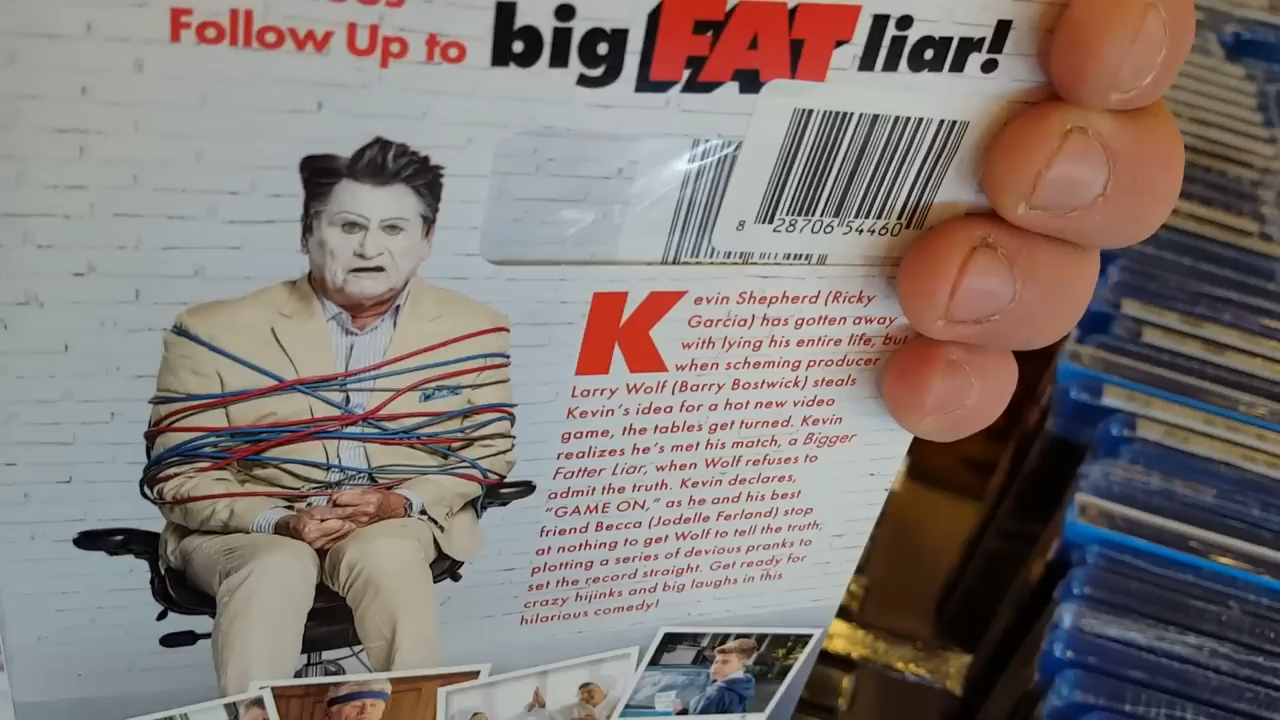 Follow Up to big FAT liar!
8 28706 54460
Kevin Shepherd (Ricky
Garcia) has gotten away
with lying his entire life, but
when scheming producer
Larry Wolf (Barry Bostwick) steals
Kevin's idea for a hot new video
game, the tables get turned. Kevin
realizes he's met his match, a Bigger
Fatter Liar, when Wolf refuses to
admit the truth. Kevin declares,
"GAME ON," as he and his best
friend Becca (Jodelle Ferland) stop
at nothing to get Wolf to tell the truth,
plotting a series of devious pranks to
set the record straight. Get ready for
crazy hijinks and big laughs in this
hilarious comedy!